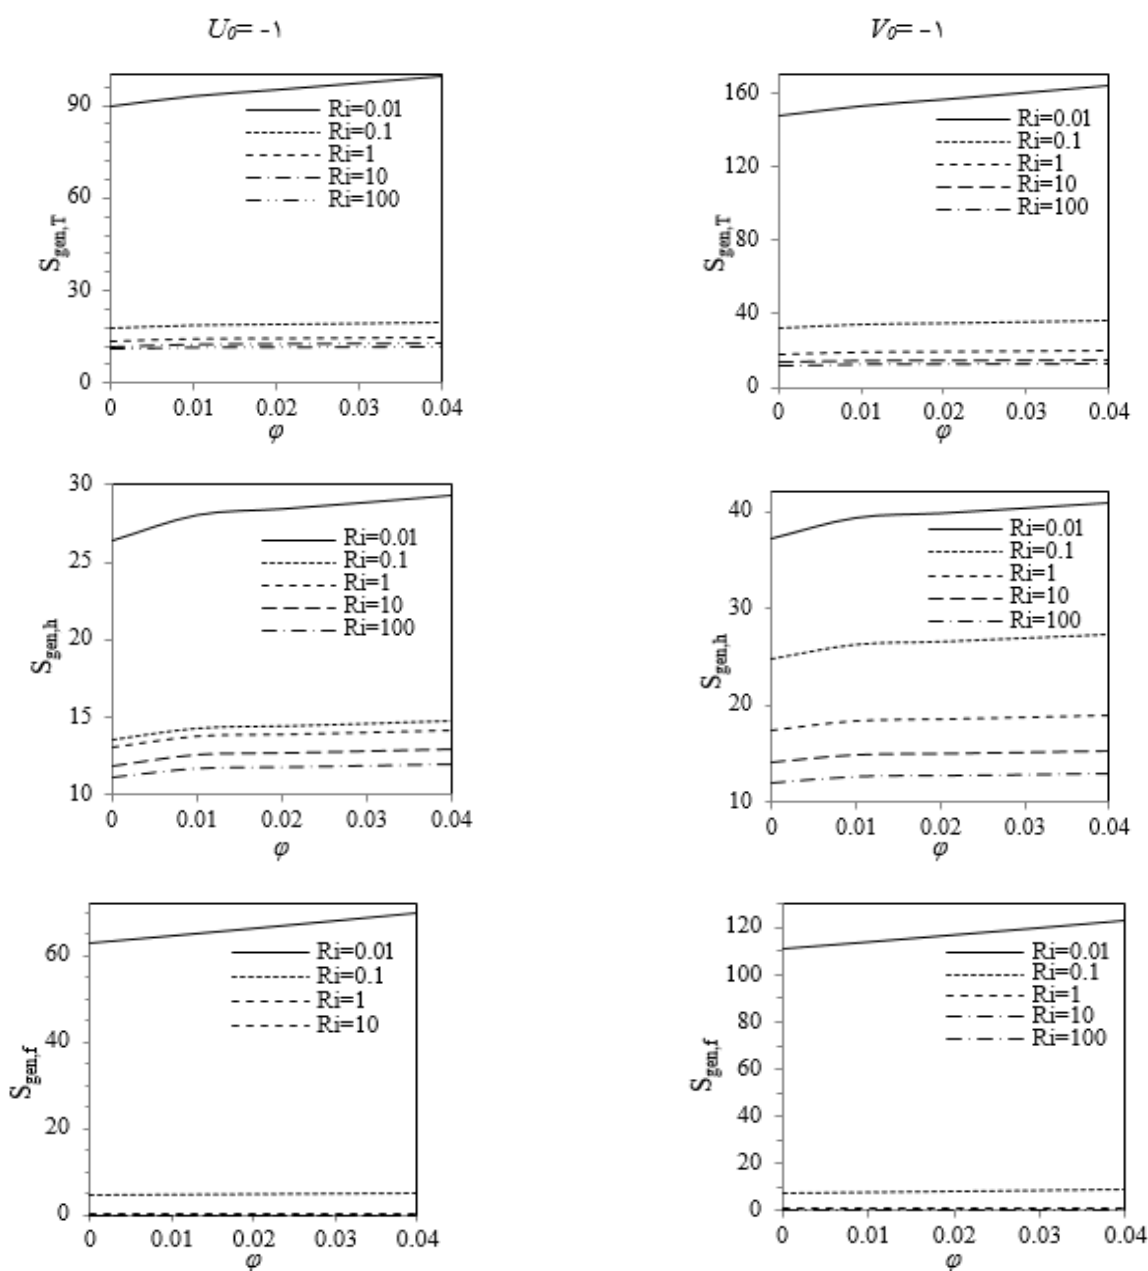 U₀= -۱
V₀= -۱
90
60
30
0
S_gen,T
Ri=0.01
Ri=0.1
Ri=1
Ri=10
Ri=100
0 0.01 0.02 0.03 0.04
φ
160
120
80
40
0
S_gen,T
Ri=0.01
Ri=0.1
Ri=1
Ri=10
Ri=100
0 0.01 0.02 0.03 0.04
φ
30
25
20
15
10
S_gen,h
Ri=0.01
Ri=0.1
Ri=1
Ri=10
Ri=100
0 0.01 0.02 0.03 0.04
φ
40
30
20
10
S_gen,h
Ri=0.01
Ri=0.1
Ri=1
Ri=10
Ri=100
0 0.01 0.02 0.03 0.04
φ
60
40
20
0
S_gen,f
Ri=0.01
Ri=0.1
Ri=1
Ri=10
0 0.01 0.02 0.03 0.04
φ
120
100
80
60
40
20
0
S_gen,f
Ri=0.01
Ri=0.1
Ri=1
Ri=10
Ri=100
0 0.01 0.02 0.03 0.04
φ